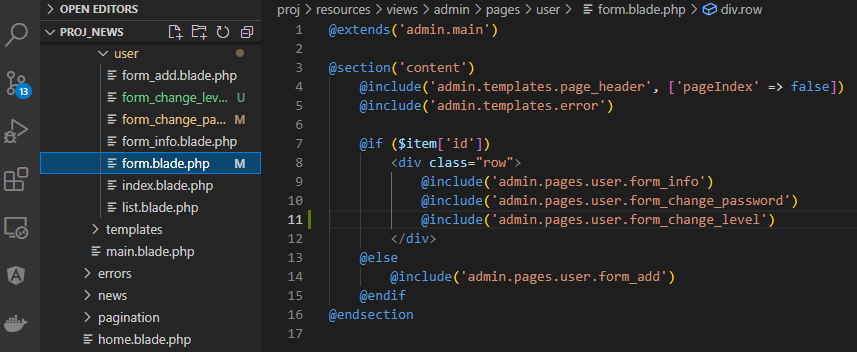 OPEN EDITORS
PROJ_NEWS
user
form_add.blade.php
form_change_lev... U
form_change_pa... M
form_info.blade.php
form.blade.php M
index.blade.php
list.blade.php
templates
main.blade.php
errors
news
pagination
home.blade.php
13
proj > resources > views > admin > pages > user > form.blade.php > div.row
1 @extends('admin.main')
2
3 @section('content')
4 @include('admin.templates.page_header', ['pageIndex' => false])
5 @include('admin.templates.error')
6
7 @if ($item['id'])
8 <div class="row">
9 @include('admin.pages.user.form_info')
10 @include('admin.pages.user.form_change_password')
11 @include('admin.pages.user.form_change_level')
12 </div>
13 @else
14 @include('admin.pages.user.form_add')
15 @endif
16 @endsection
17